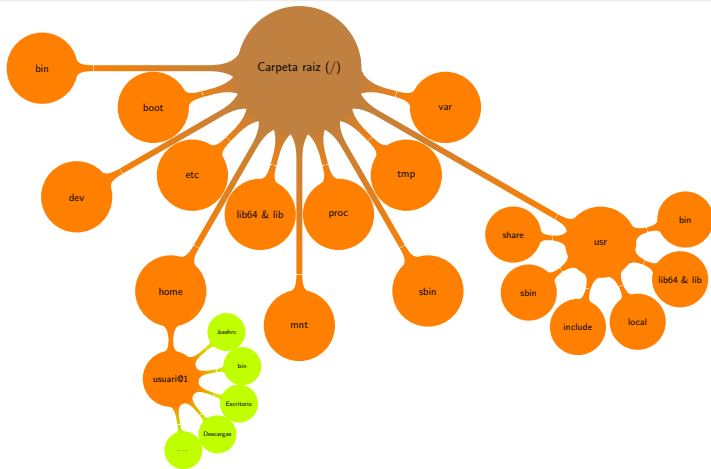 Carpeta raiz (/)
bin
boot
var
etc
tmp
dev
lib64 & lib
proc
share
usr
bin
home
sbin
mnt
sbin
lib64 & lib
include
local
.bashrc
bin
usuari@1
Escritorio
Descargas
...